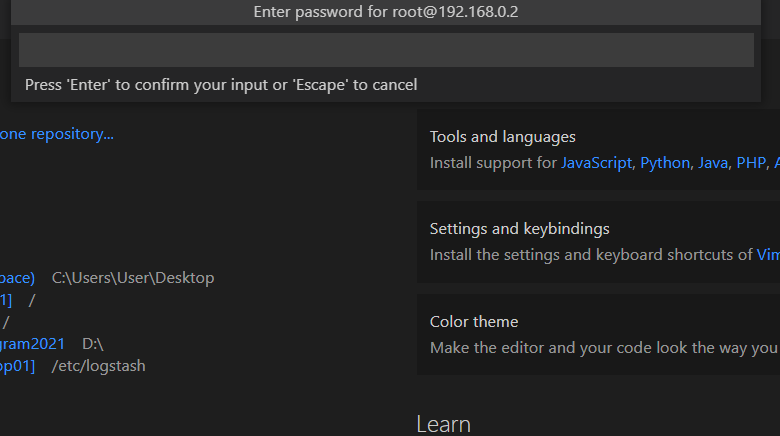 Enter password for root@192.168.0.2
Press 'Enter' to confirm your input or 'Escape' to cancel
one repository...
Tools and languages
Install support for JavaScript, Python, Java, PHP, A
Settings and keybindings
Install the settings and keyboard shortcuts of Vim
pace) C:\Users\User\Desktop
1] /
/
gram2021 D:\
op01] /etc/logstash
Color theme
Make the editor and your code look the way you
Learn